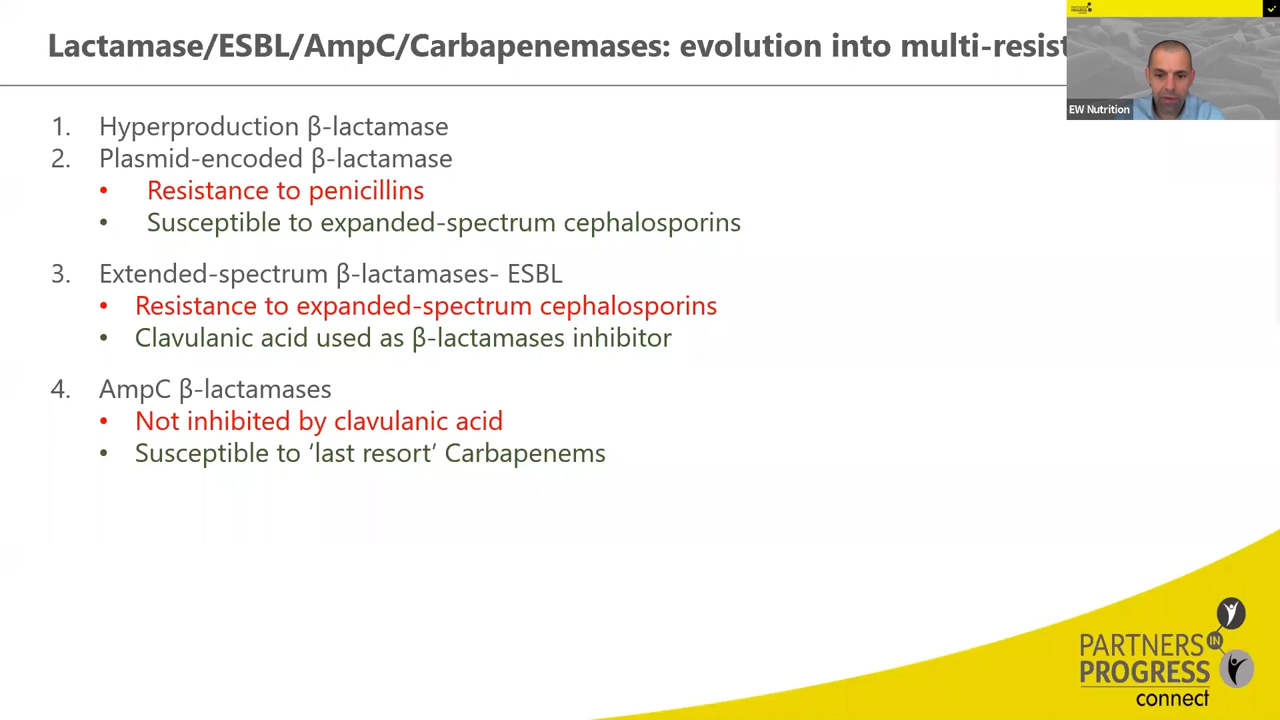 Lactamase/ESBL/AmpC/Carbapenemases: evolution into multi-resist
EW Nutrition
1. Hyperproduction β-lactamase
2. Plasmid-encoded β-lactamase
• Resistance to penicillins
• Susceptible to expanded-spectrum cephalosporins
3. Extended-spectrum β-lactamases- ESBL
• Resistance to expanded-spectrum cephalosporins
• Clavulanic acid used as β-lactamases inhibitor
4. AmpC β-lactamases
• Not inhibited by clavulanic acid
• Susceptible to ‘last resort’ Carbapenems
PARTNERS IN
PROGRESS
connect